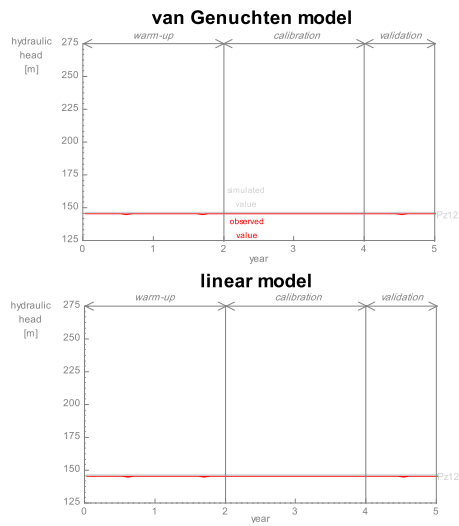 van Genuchten model
hydraulic
head
[m]
warm-up calibration validation
275
250
225
200
175
150
125
simulated
value
observed
value
Pz12
0 1 2 3 4 5
year
linear model
hydraulic
head
[m]
warm-up calibration validation
275
250
225
200
175
150
125
Pz12
0 1 2 3 4 5
year